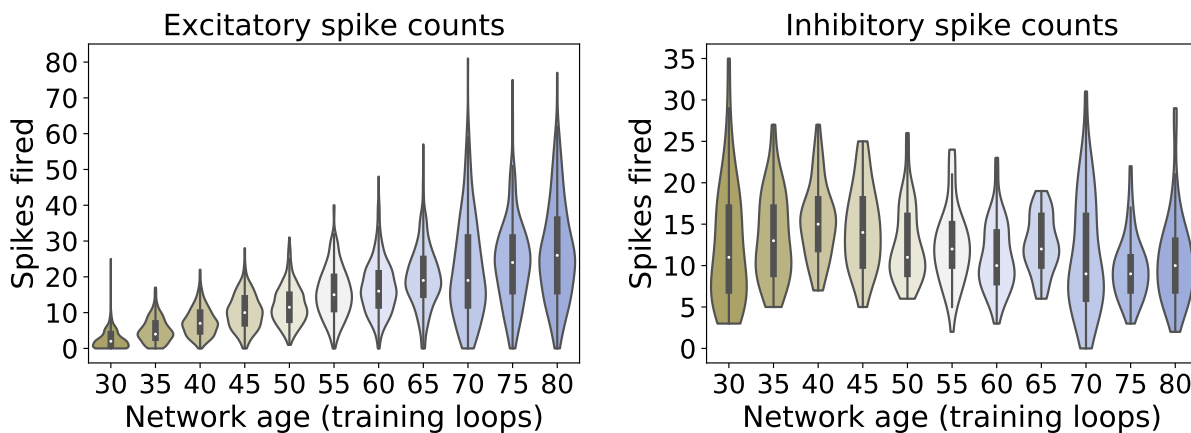 Excitatory spike counts
Spikes fired
80
70
60
50
40
30
20
10
0
30 35 40 45 50 55 60 65 70 75 80
Network age (training loops)
Inhibitory spike counts
Spikes fired
35
30
25
20
15
10
5
0
30 35 40 45 50 55 60 65 70 75 80
Network age (training loops)